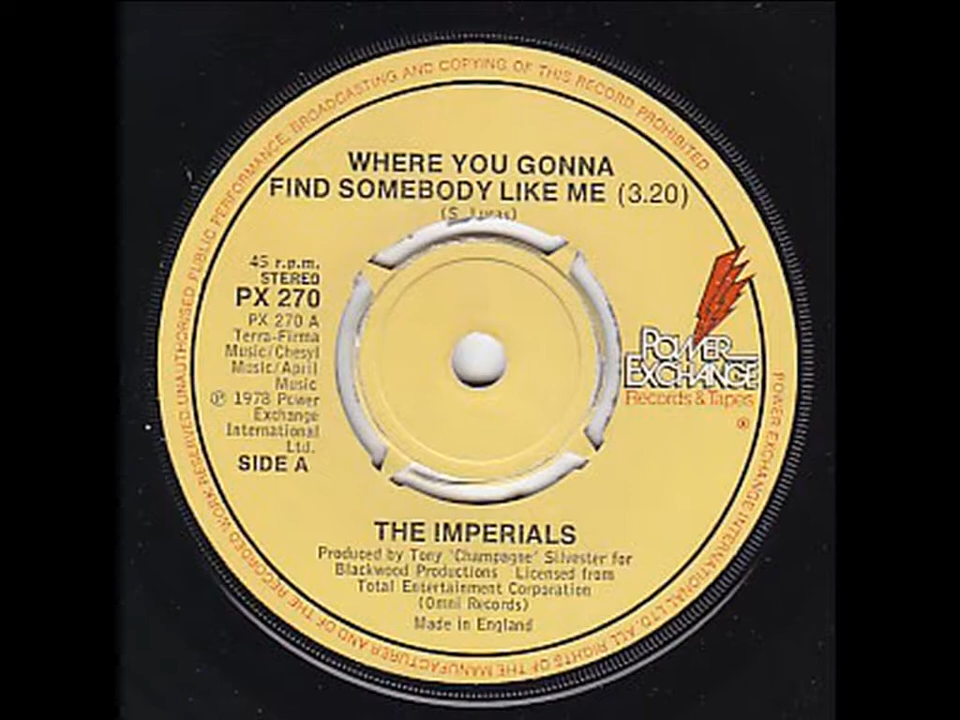 WHERE YOU GONNA
FIND SOMEBODY LIKE ME (3.20)
(S. Lucas)
45 r.p.m.
STEREO
PX 270
PX 270 A
Terra-Firma
Music/Chesyl
Music/April
Music
℗ 1978 Power
Exchange
International
Ltd.
SIDE A
POWER
EXCHANGE
Records & Tapes
®
THE IMPERIALS
Produced by Tony 'Champagne' Silvester for
Blackwood Productions Licensed from
Total Entertainment Corporation
(Omni Records)
Made in England
POWER EXCHANGE INTERNATIONAL LTD. ALL RIGHTS OF THE MANUFACTURER AND OF THE RECORDED WORK RESERVED UNAUTHORISED PUBLIC PERFORMANCE, BROADCASTING AND COPYING OF THIS RECORD PROHIBITED